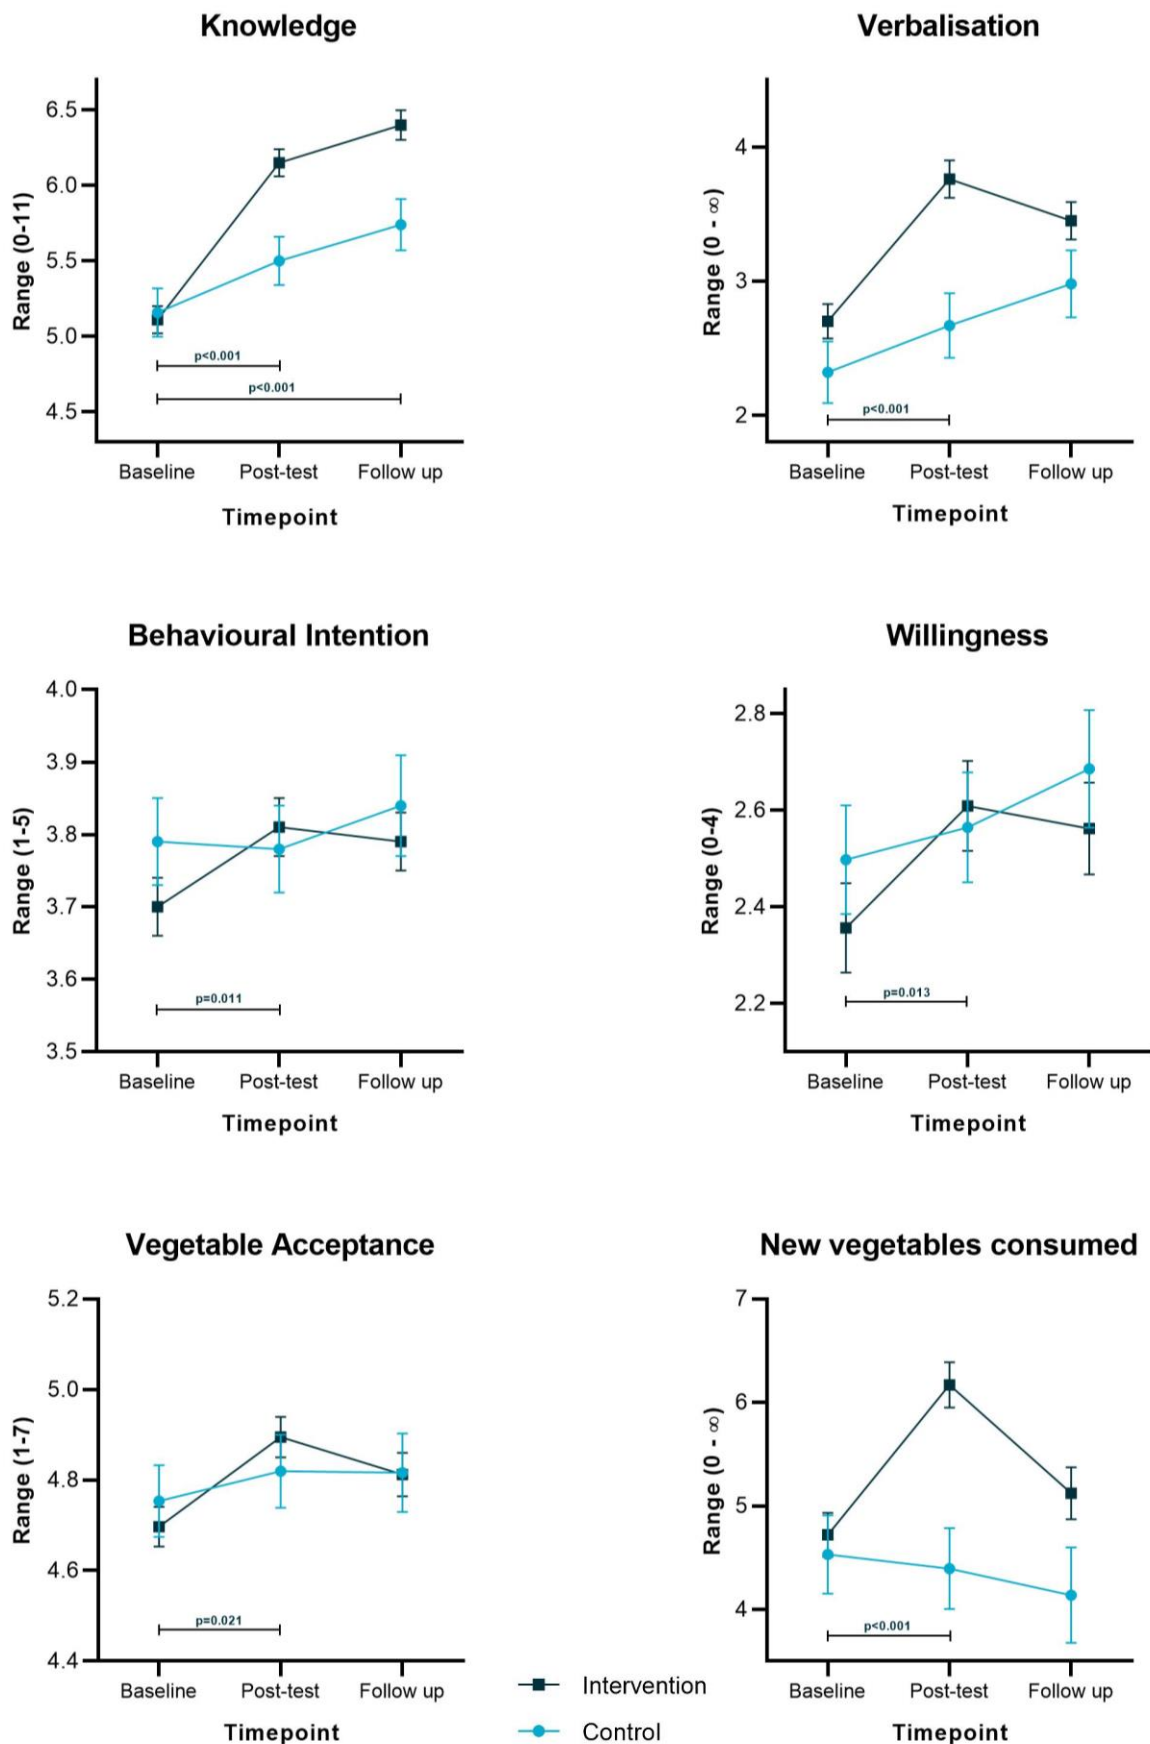 Knowledge
Range (0-11)
6.5
6.0
5.5
5.0
4.5
p<0.001
p<0.001
Baseline Post-test Follow up
Timepoint
Verbalisation
Range (0 - ∞)
4
3
2
p<0.001
Baseline Post-test Follow up
Timepoint
Behavioural Intention
Range (1-5)
4.0
3.9
3.8
3.7
3.6
3.5
p=0.011
Baseline Post-test Follow up
Timepoint
Willingness
Range (0-4)
2.8
2.6
2.4
2.2
p=0.013
Baseline Post-test Follow up
Timepoint
Vegetable Acceptance
Range (1-7)
5.2
5.0
4.8
4.6
4.4
p=0.021
Baseline Post-test Follow up
Timepoint
New vegetables consumed
Range (0 - ∞)
7
6
5
4
p<0.001
Baseline Post-test Follow up
Timepoint
Intervention
Control